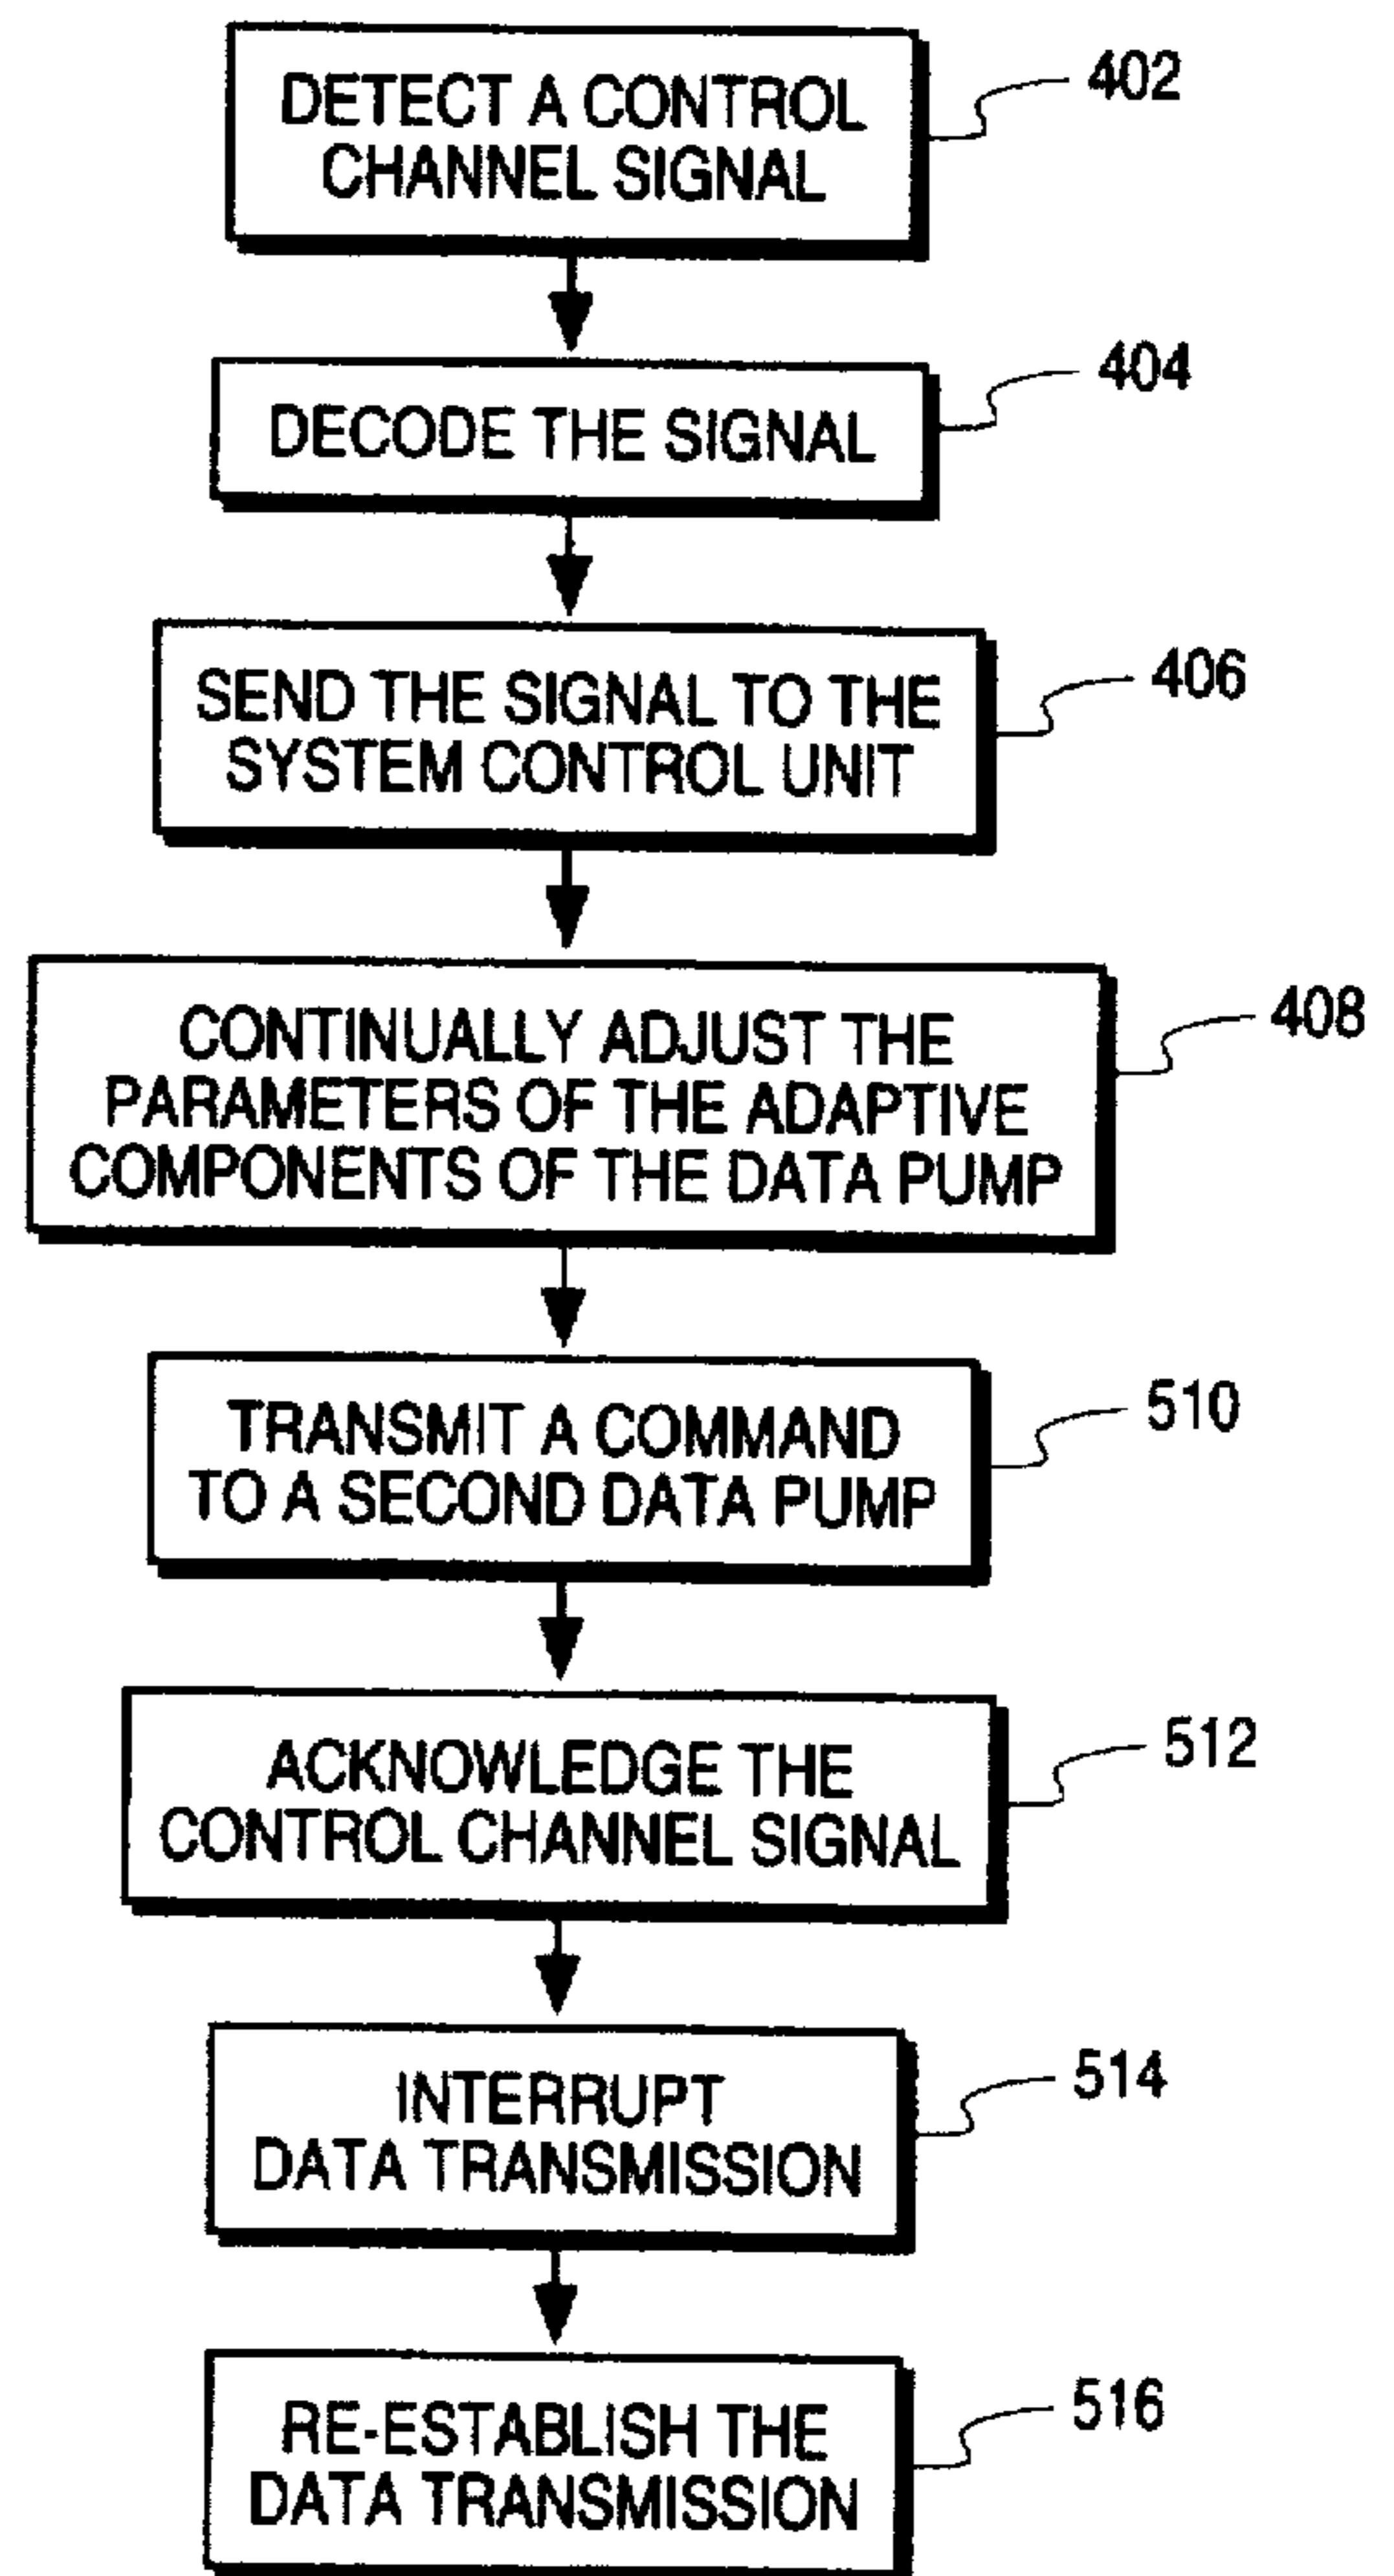 DETECT A CONTROL
CHANNEL SIGNAL
402
DECODE THE SIGNAL
404
SEND THE SIGNAL TO THE
SYSTEM CONTROL UNIT
406
CONTINUALLY ADJUST THE
PARAMETERS OF THE ADAPTIVE
COMPONENTS OF THE DATA PUMP
408
TRANSMIT A COMMAND
TO A SECOND DATA PUMP
510
ACKNOWLEDGE THE
CONTROL CHANNEL SIGNAL
512
INTERRUPT
DATA TRANSMISSION
514
RE-ESTABLISH THE
DATA TRANSMISSION
516